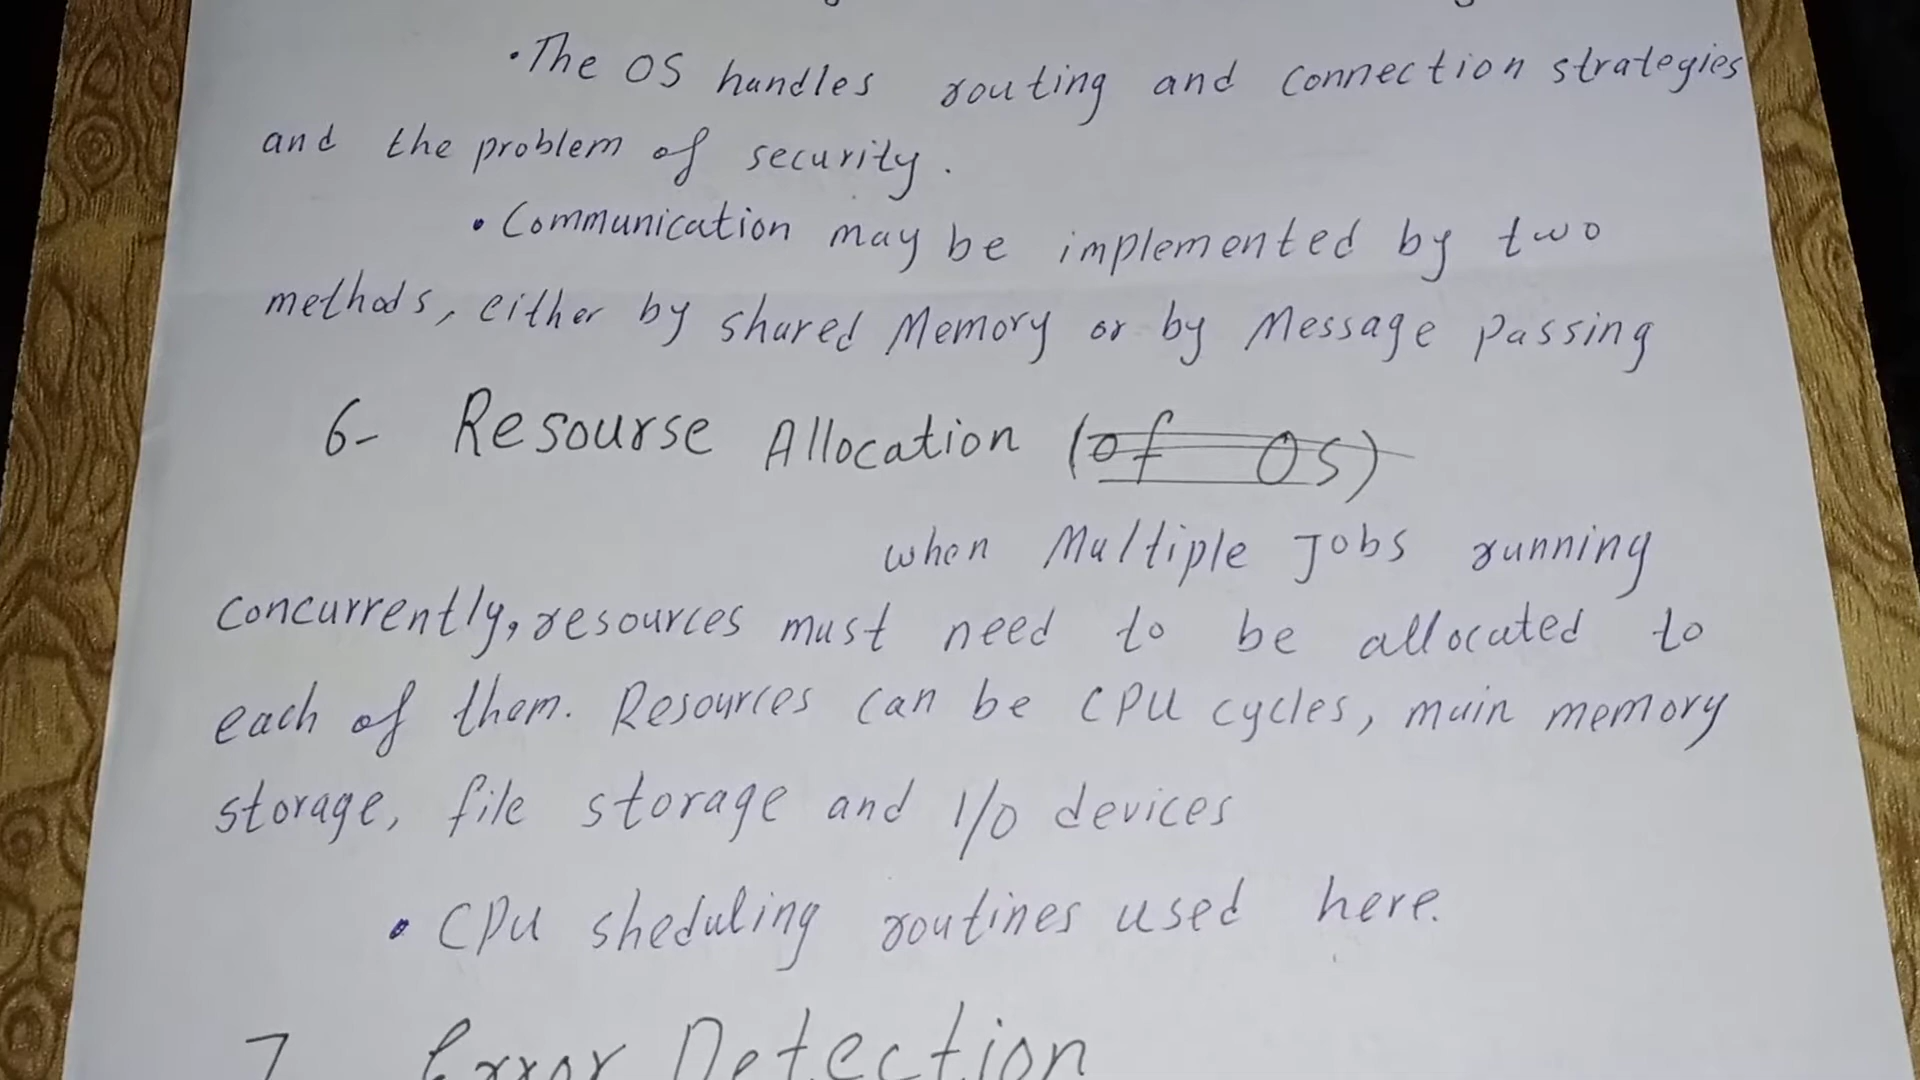 • The OS handles routing and connection strategies
and the problem of security.
• Communication may be implemented by two
methods, either by shared Memory or by Message passing
6- Resourse Allocation (of OS)
when Multiple Jobs running
concurrently, resources must need to be allocated to
each of them. Resources can be CPU cycles, main memory
storage, file storage and I/O devices
• CPU sheduling routines used here.
7 Error Detection